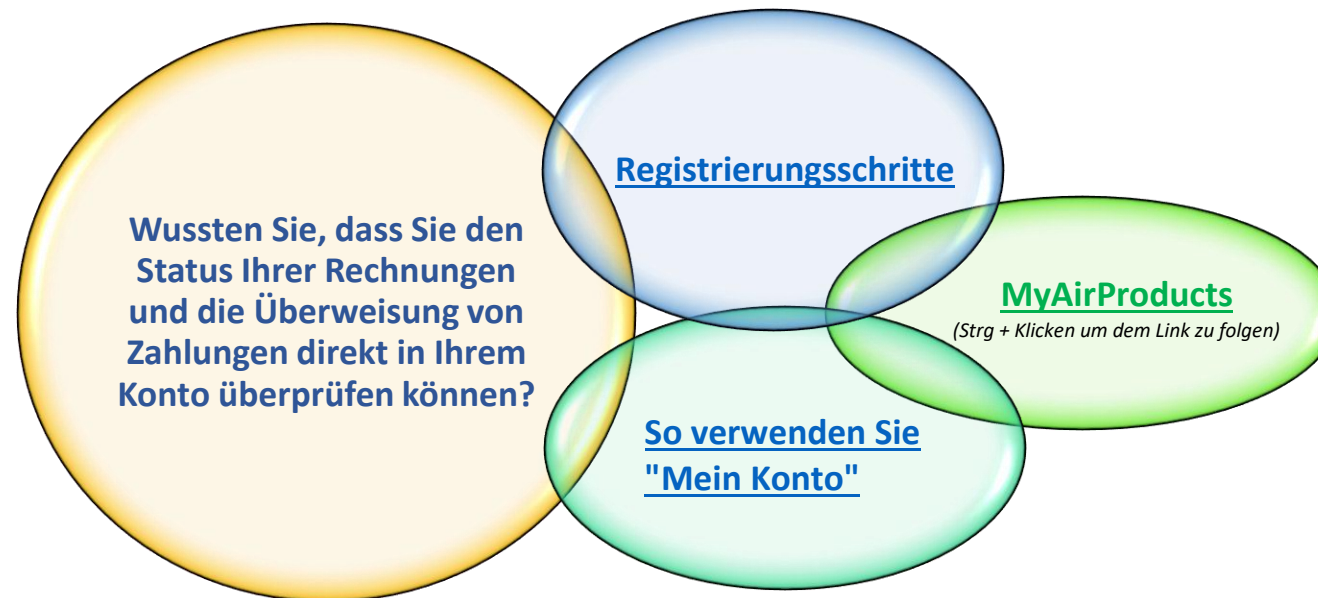 Wussten Sie, dass Sie den
Status Ihrer Rechnungen
und die Überweisung von
Zahlungen direkt in Ihrem
Konto überprüfen können?
Registrierungsschritte
MyAirProducts
(Strg + Klicken um dem Link zu folgen)
So verwenden Sie
"Mein Konto"